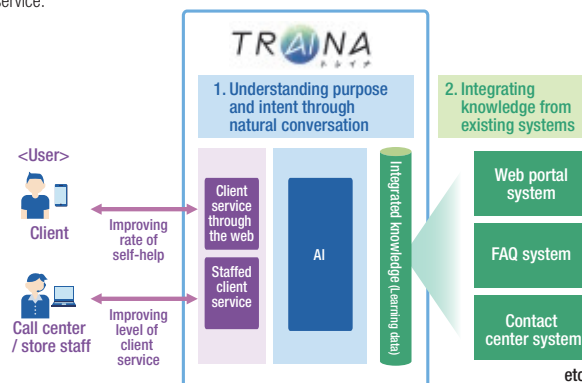 service.
TRAINA
トレイナ
1. Understanding purpose
and intent through
natural conversation
2. Integrating
knowledge from
existing systems
<User>
Client
Improving
rate of
self-help
Client
service
through
the web
AI
Integrated knowledge (Learning data)
Web portal
system
FAQ system
Call center
/ store staff
Improving
level of
client
service
Staffed
client
service
Contact
center system
etc